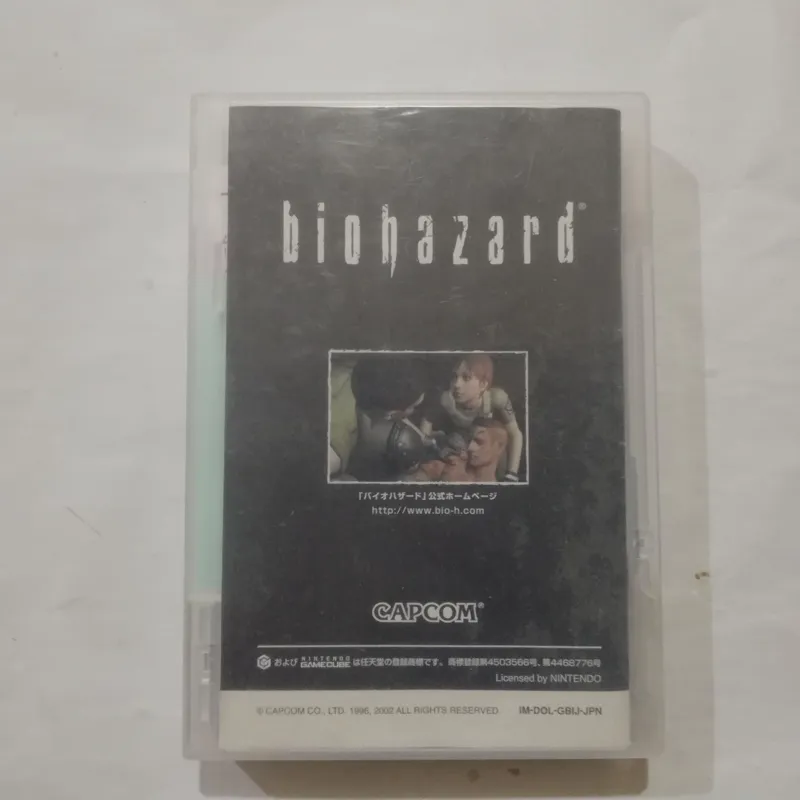 biohazard®
「バイオハザード」公式ホームページ
http://www.bio-h.com
CAPCOM®
および NINTENDO GAMECUBE は任天堂の登録商標です。 商標登録第4503566号、第4468776号
Licensed by NINTENDO
© CAPCOM CO., LTD. 1996, 2002 ALL RIGHTS RESERVED. IM-DOL-GBIJ-JPN